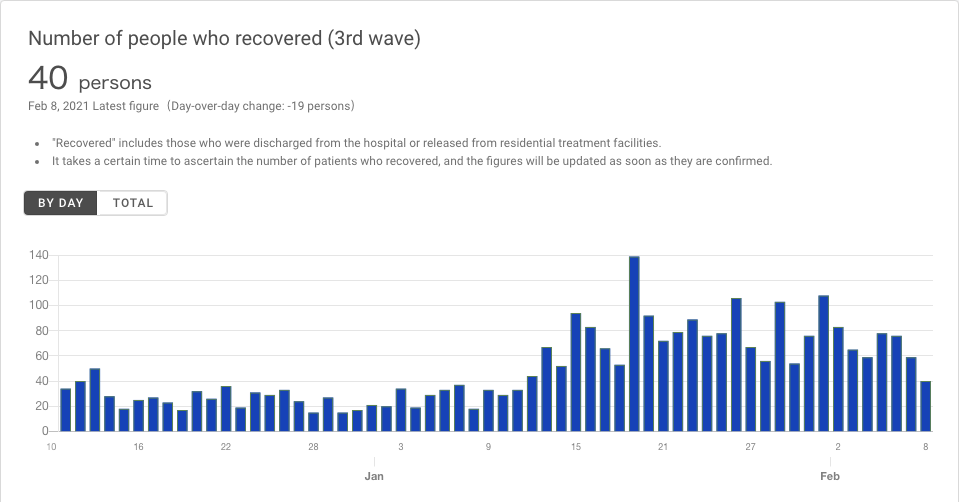 Number of people who recovered (3rd wave)
40 persons
Feb 8, 2021 Latest figure (Day-over-day change: -19 persons)
• "Recovered" includes those who were discharged from the hospital or released from residential treatment facilities.
• It takes a certain time to ascertain the number of patients who recovered, and the figures will be updated as soon as they are confirmed.
BY DAY TOTAL
140
120
100
80
60
40
20
0
10 16 22 28 3 9 15 21 27 2 8
Jan Feb